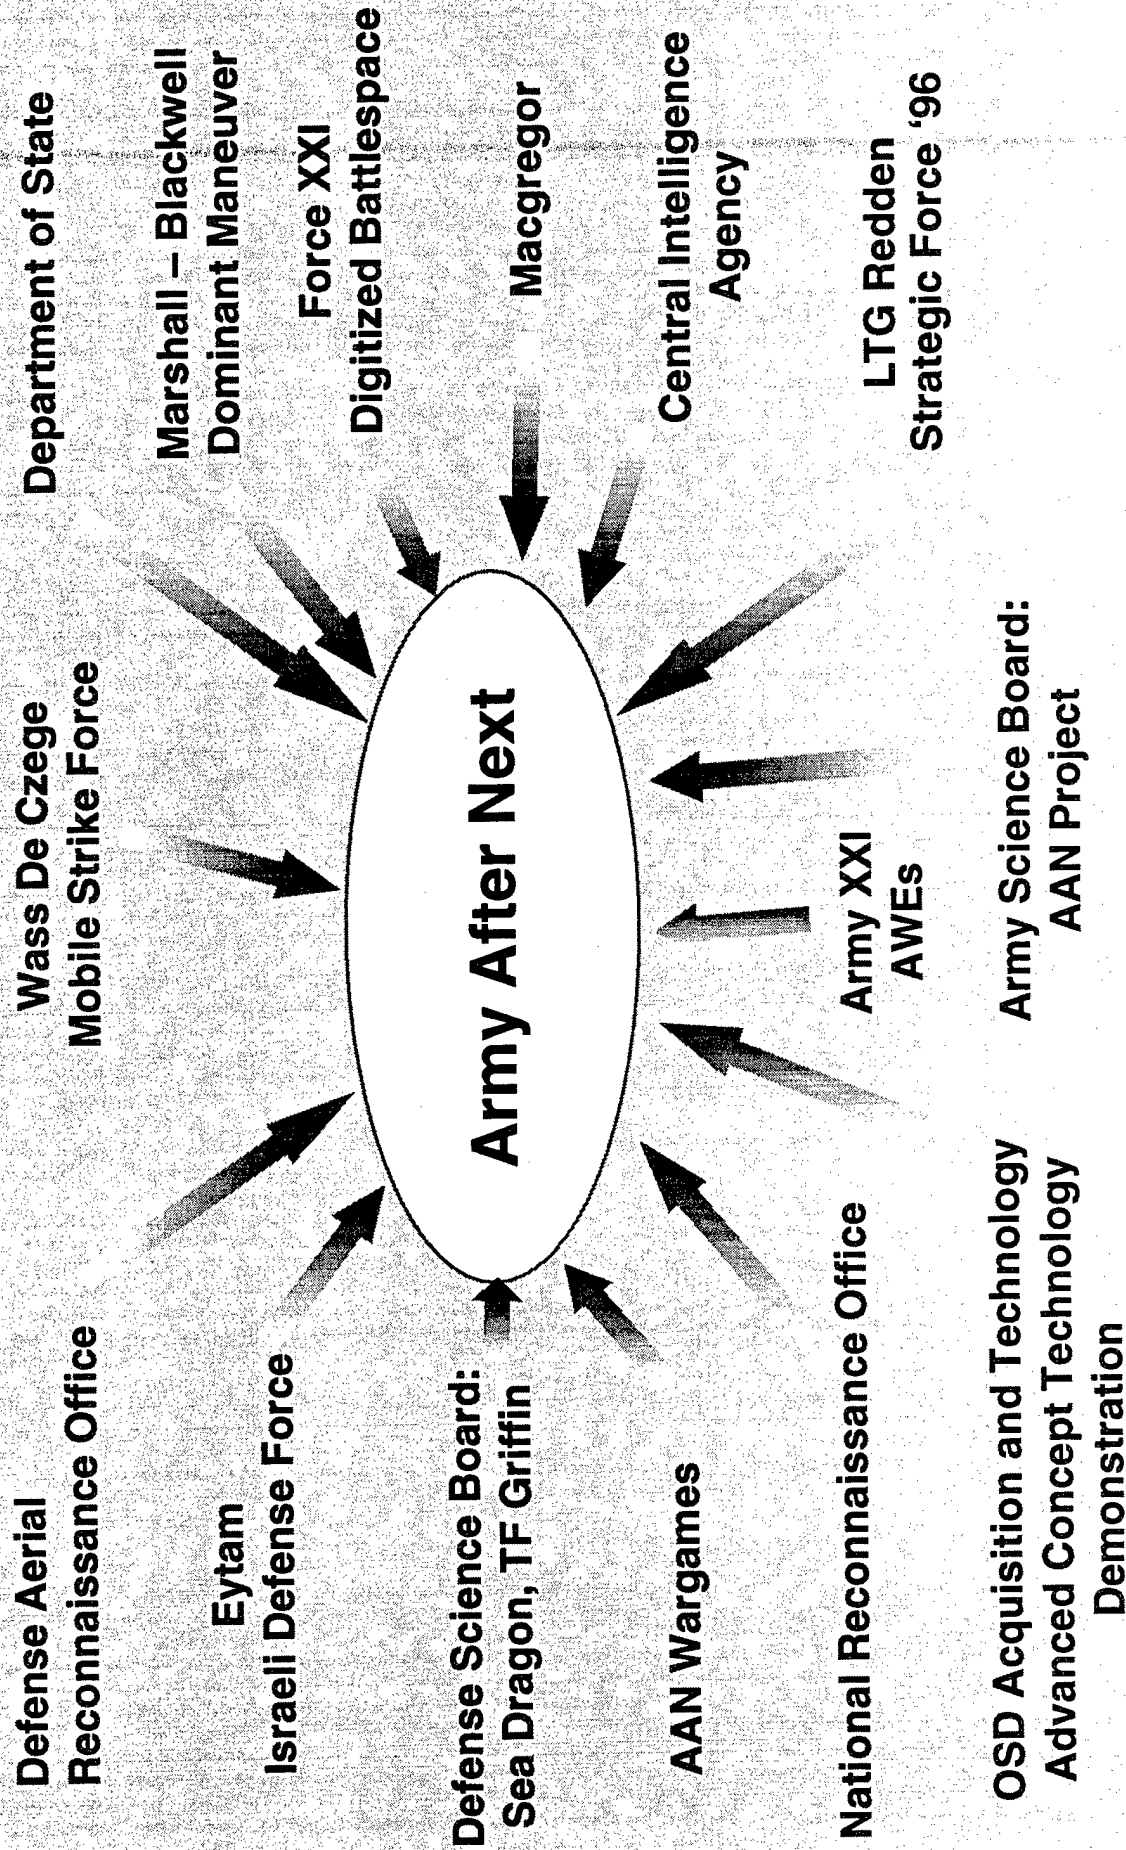 Defense Aerial
Reconnaissance Office
Wass De Czege
Mobile Strike Force
Department of State
Marshall – Blackwell
Dominant Maneuver
Eytam
Israeli Defense Force
Force XXI
Digitized Battlespace
Defense Science Board:
Sea Dragon, TF Griffin
Army After Next
Macgregor
AAN Wargames
Central Intelligence
Agency
National Reconnaissance Office
Army XXI
AWEs
LTG Redden
Strategic Force ‘96
OSD Acquisition and Technology
Advanced Concept Technology
Demonstration
Army Science Board:
AAN Project